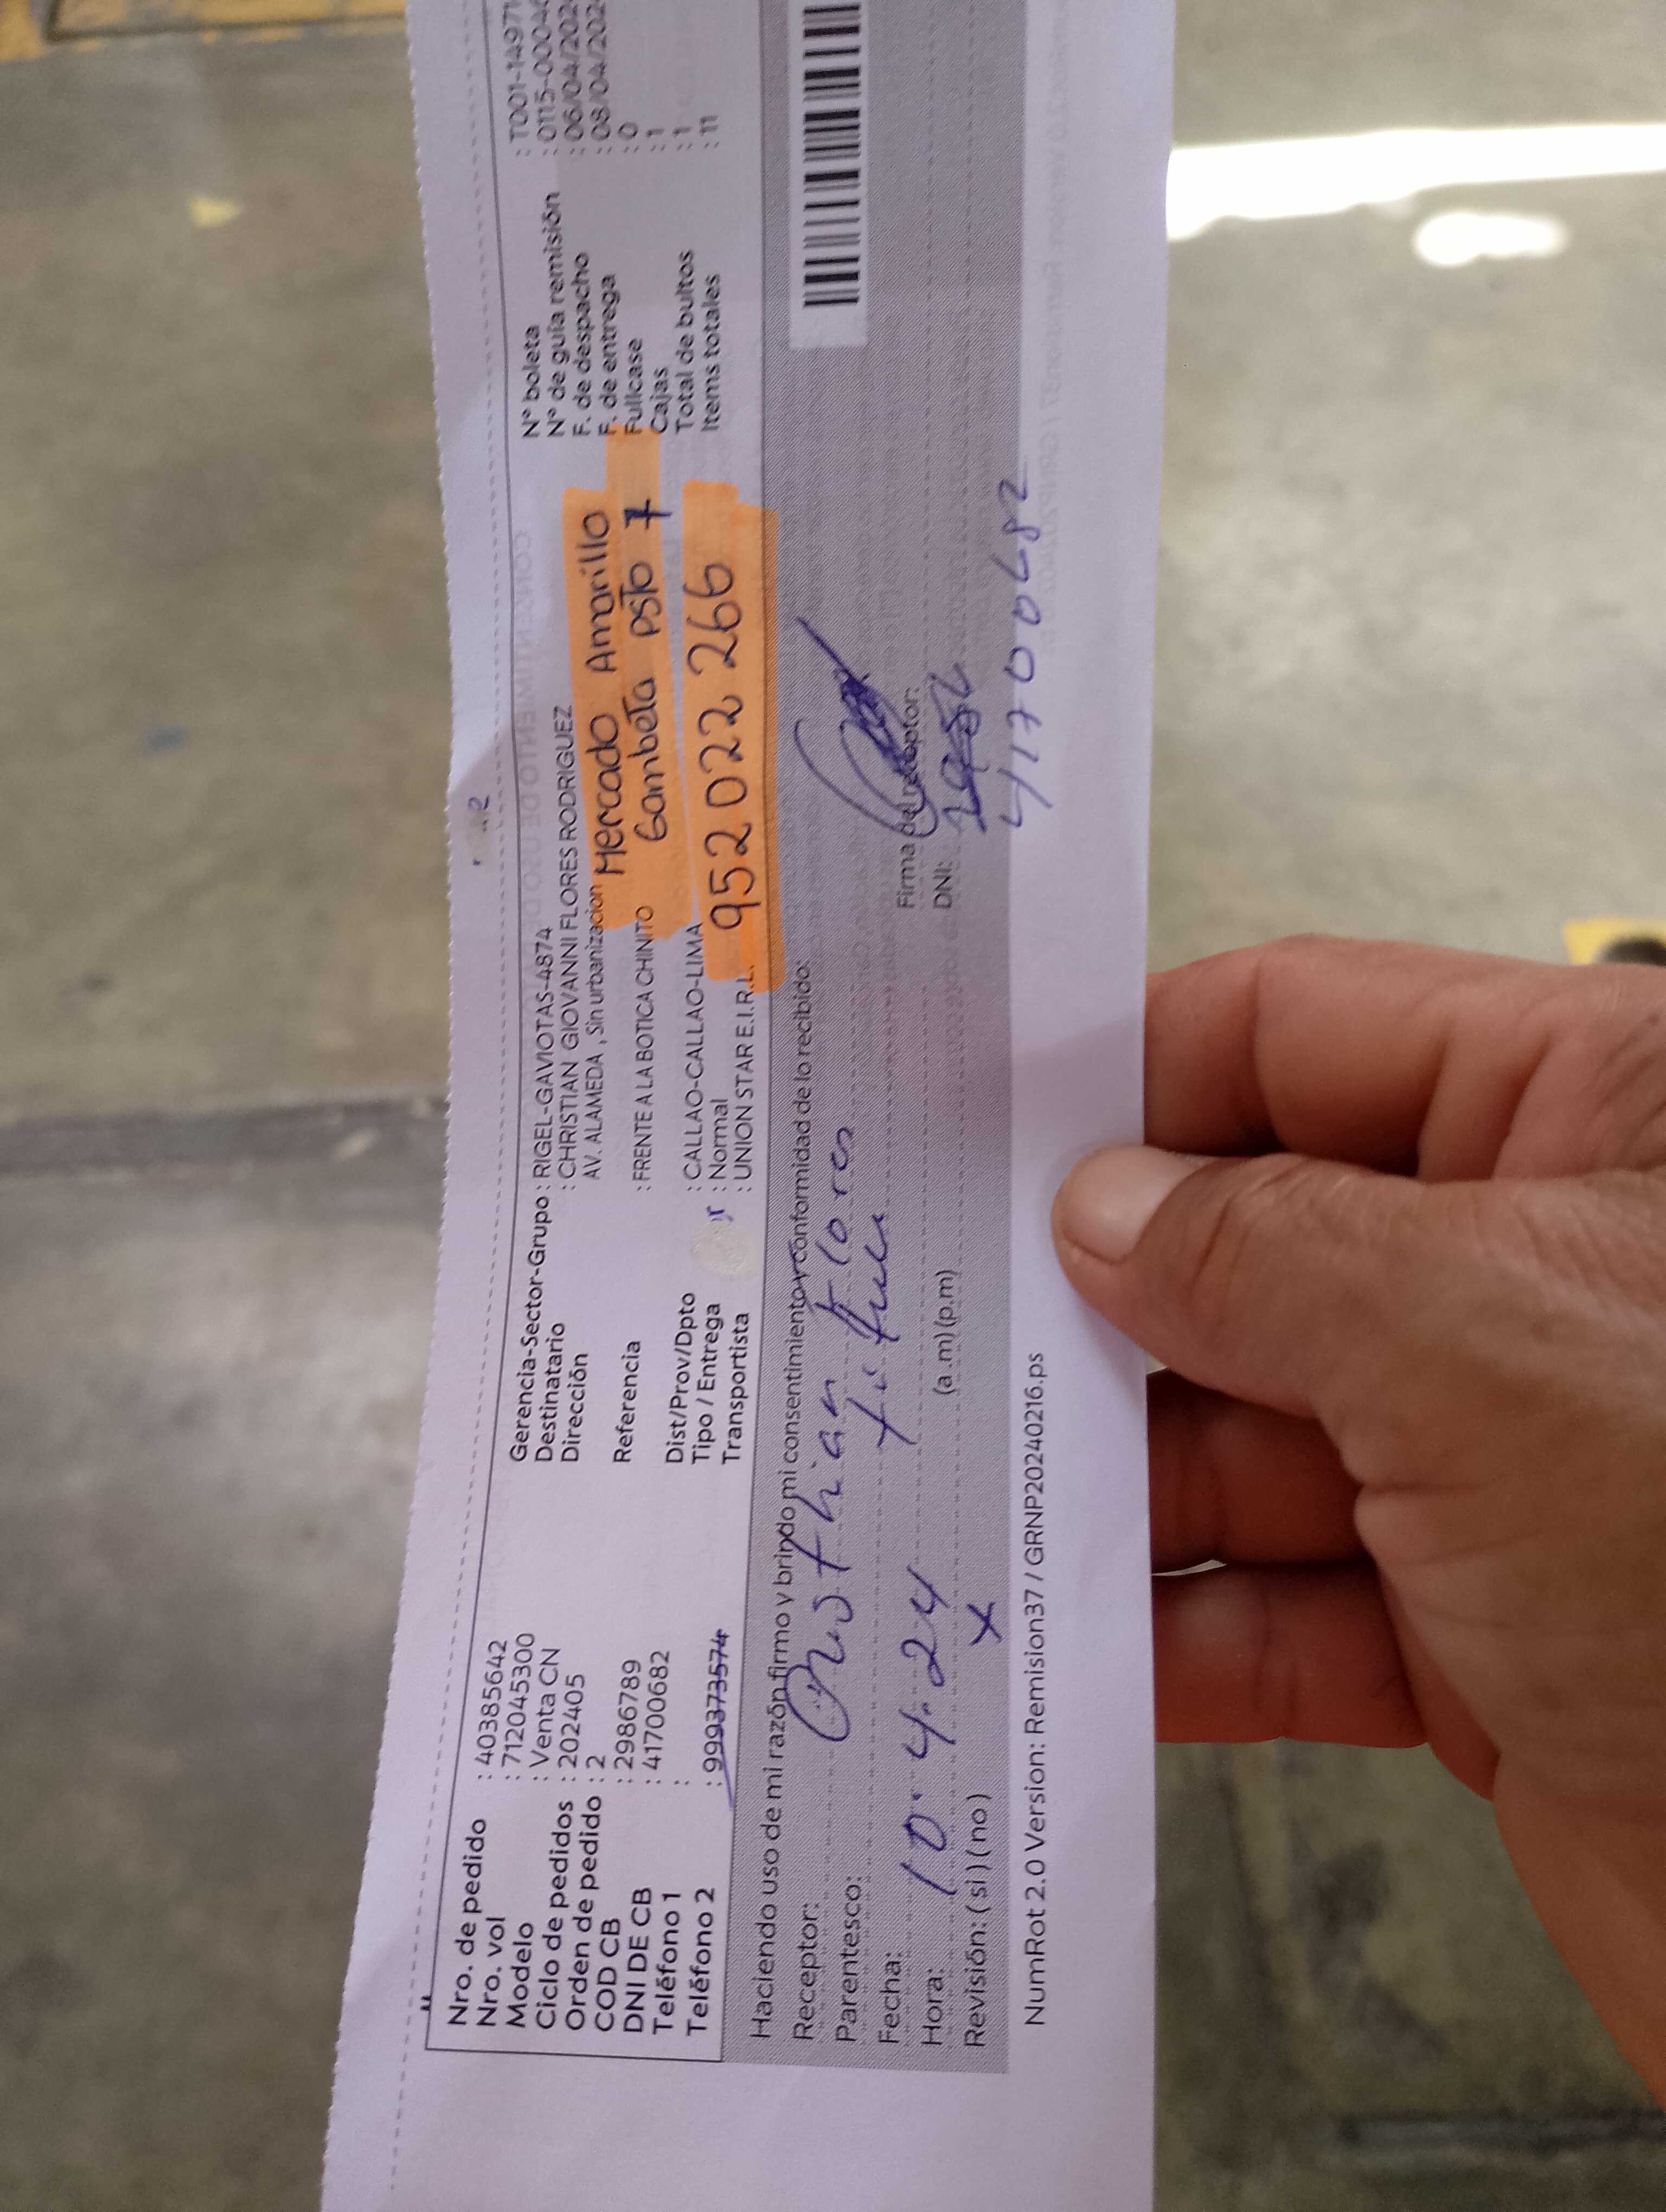 Nro. de pedido : 40385642
Nro. vol : 712045300
Modelo : Venta CN
Ciclo de pedidos : 202405
Orden de pedido : 2
COD CB : 2986789
DNI DE CB : 41700682
Teléfono 1 :
Teléfono 2 : 999373574
Gerencia-Sector-Grupo : RIGEL-GAVIOTAS-4874
Destinatario : CHRISTIAN GIOVANNI FLORES RODRIGUEZ
Dirección AV. ALAMEDA , Sin urbanizacion
Referencia : FRENTE A LA BOTICA CHINITO
Dist/Prov/Dpto : CALLAO-CALLAO-LIMA
Tipo / Entrega : Normal
Transportista : UNION STAR E.I.R.L.
Mercado Amarillo
Gambeta psto 7
952 022 266
N° boleta : T001-1497
N° de guía remisión : 0115-0004
F. de despacho : 06/04/202
F. de entrega : 08/04/202
Fullcase : 0
Cajas : 1
Total de bultos : 1
Items totales : 11
Haciendo uso de mi razón firmo y brindo mi consentimiento y conformidad de lo recibido:
Receptor: Cristhian Flores
Parentesco: titular
Fecha: 10.4.24
Hora: (a.m) (p.m)
Revisión: ( si ) ( no ) X
Firma del receptor:
DNI:
41700682
NumRot 2.0 Version: Remision37 / GRNP20240216.ps